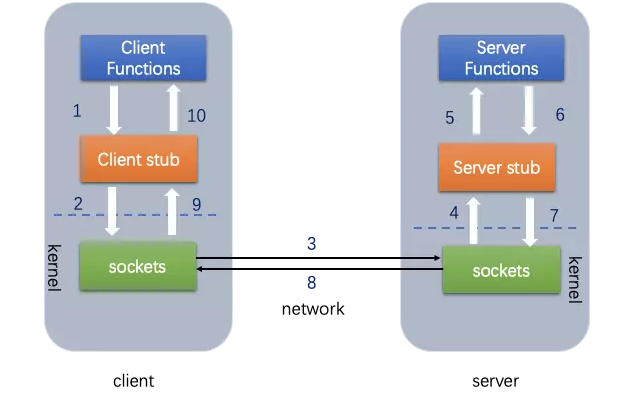 Client
Functions
1
10
Client stub
2
9
kernel
sockets
client
3
8
network
Server
Functions
5
6
Server stub
4
7
sockets
kernel
server